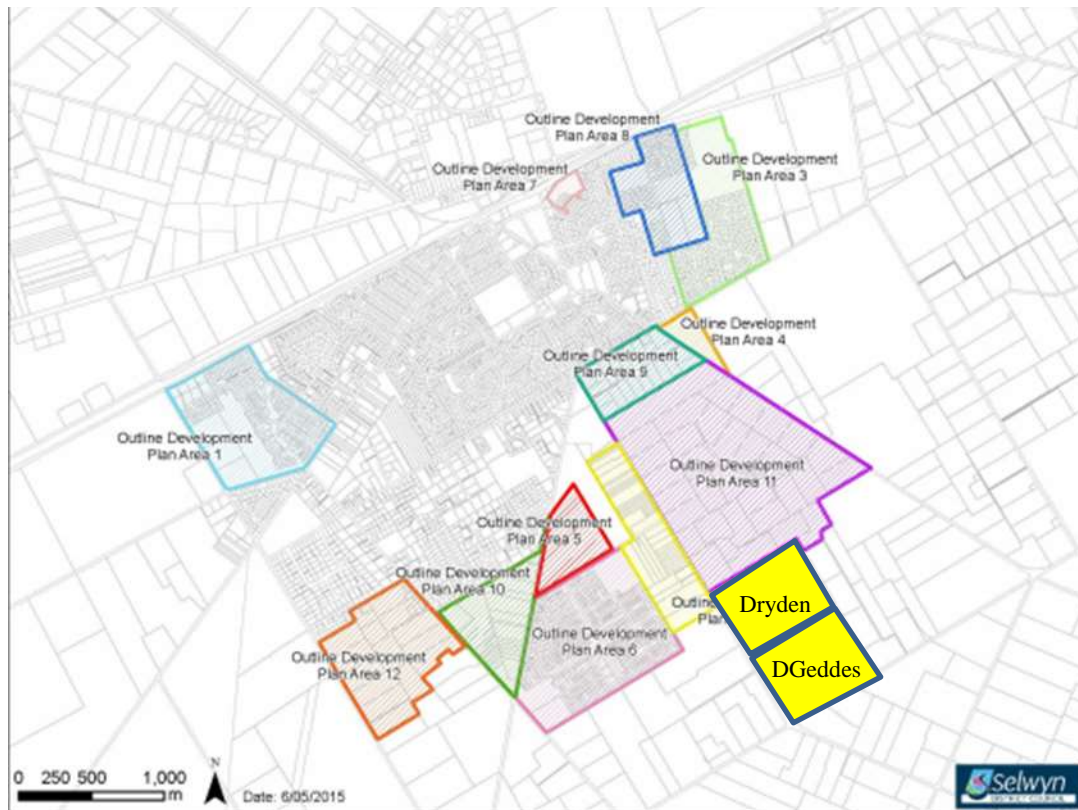 Outline Development
Plan Area 8
Outline Development
Plan Area 3
Outline Development
Plan Area 7
Outline Development
Plan Area 4
Outline Development
Plan Area 9
Outline Development
Plan Area 1
Outline Development
Plan Area 11
Outline Development
Plan Area 5
Outline Development
Plan Area 10
Outline Development
Plan Area 6
Outline Development
Plan Area 12
Dryden
DGeddes
0 250 500 1,000
m
N
Date: 6/05/2015
Selwyn
DISTRICT COUNCIL